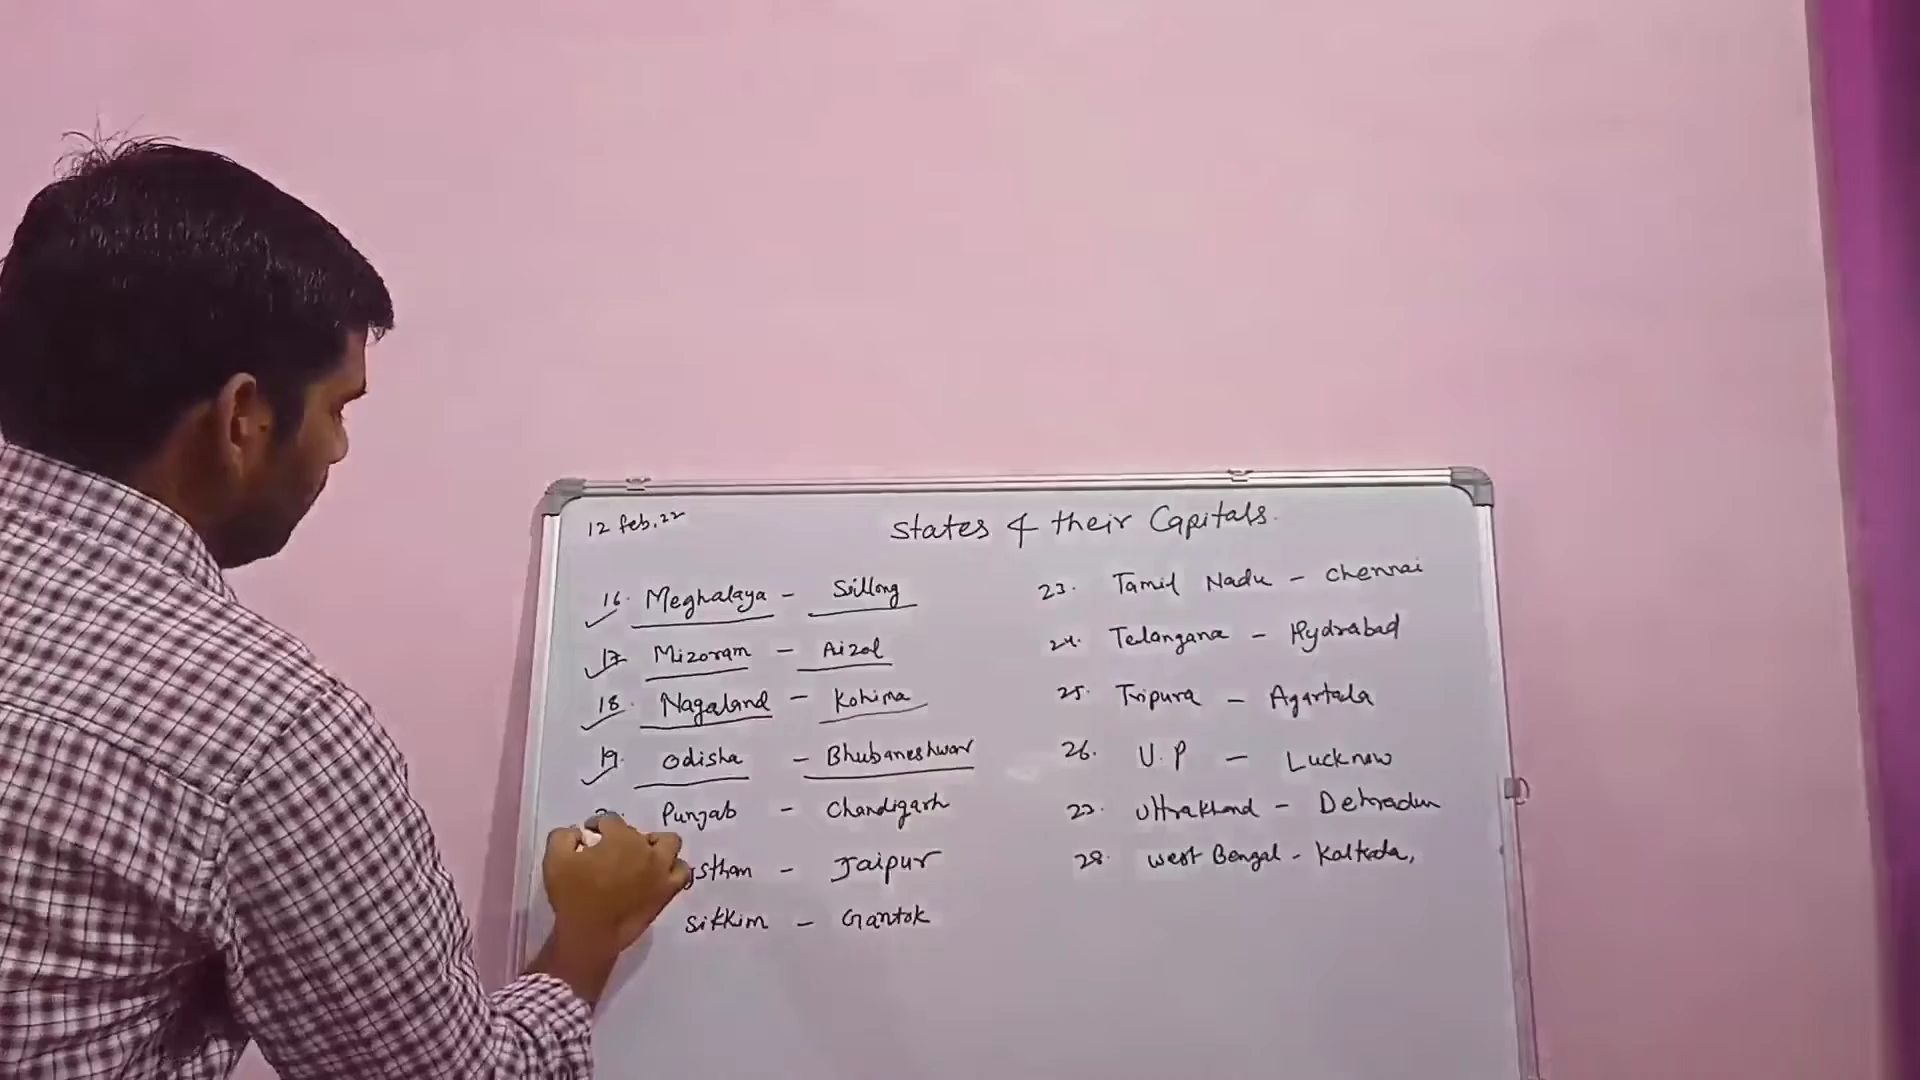 12 Feb, 22
States & their Capitals.
16. Meghalaya - Sillong
17. Mizoram - Aizol
18. Nagaland - Kohima
19. Odisha - Bhubaneshwar
Punjab - Chandigarh
sthan - Jaipur
Sikkim - Gantok
23. Tamil Nadu - Chennai
24. Telangana - Hydrabad
25. Tripura - Agartala
26. U.P - Lucknow
27. Uttrakhand - Dehradun
28. West Bengal - Kolkata,